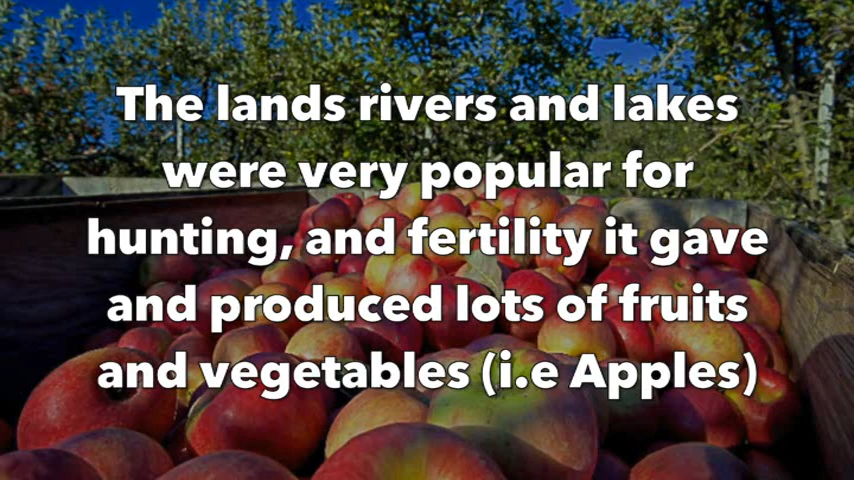 The lands rivers and lakes
were very popular for
hunting, and fertility it gave
and produced lots of fruits
and vegetables (i.e Apples)